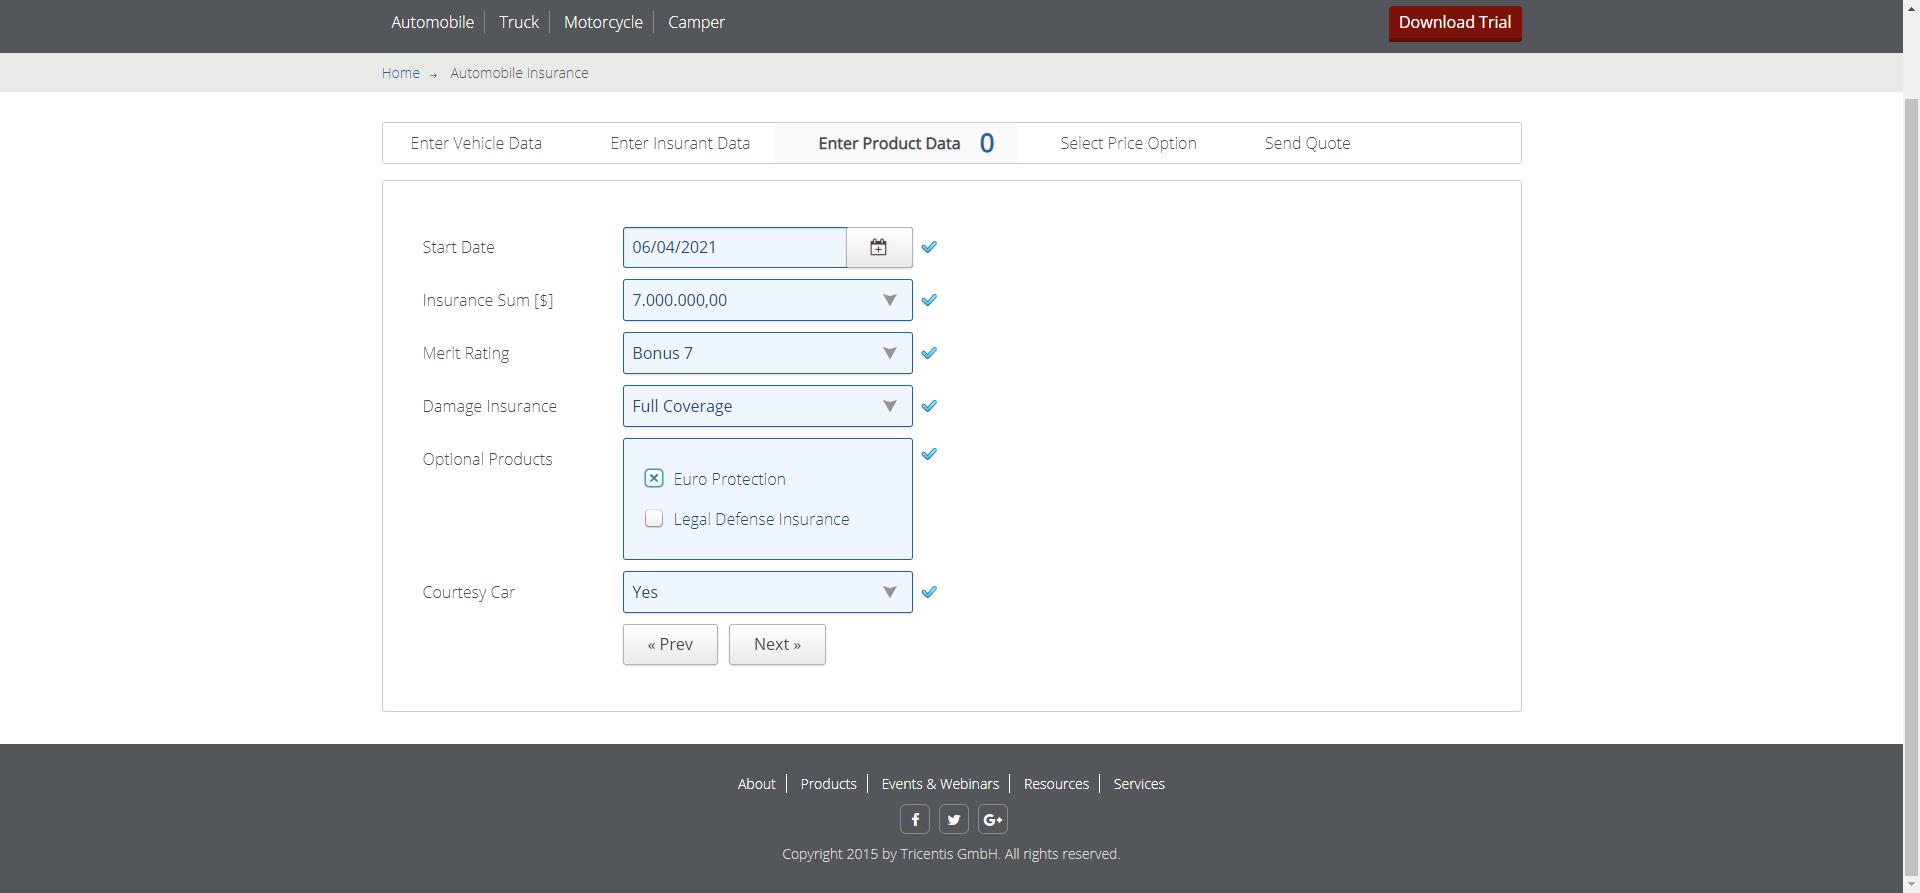 Automobile Truck Motorcycle Camper Download Trial
Home → Automobile Insurance
Enter Vehicle Data Enter Insurant Data Enter Product Data 0 Select Price Option Send Quote
Start Date 06/04/2021
Insurance Sum [$] 7.000.000,00
Merit Rating Bonus 7
Damage Insurance Full Coverage
Optional Products
Euro Protection
Legal Defense Insurance
Courtesy Car Yes
« Prev Next »
About Products Events & Webinars Resources Services
Copyright 2015 by Tricentis GmbH. All rights reserved.